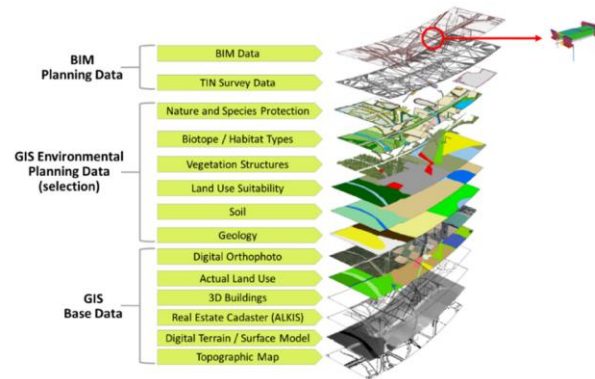 BIM
Planning Data
BIM Data
TIN Survey Data
GIS Environmental
Planning Data
(selection)
Nature and Species Protection
Biotope / Habitat Types
Vegetation Structures
Land Use Suitability
Soil
Geology
GIS
Base Data
Digital Orthophoto
Actual Land Use
3D Buildings
Real Estate Cadaster (ALKIS)
Digital Terrain / Surface Model
Topographic Map